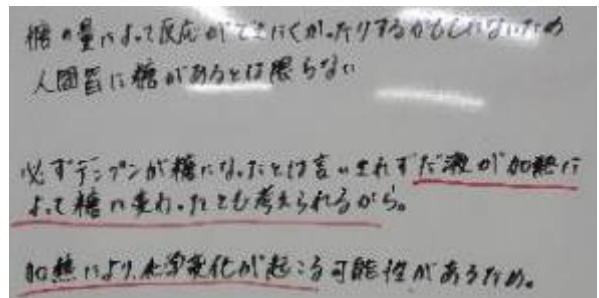 糖の量によって反応ができにくかったりするかもしれないため
人間皆に糖があるとは限らない
必ずデンプンが糖になったとは言いきれずだ液が加熱に
よって糖に変わったとも考えられるから。
加熱により、化学変化が起こる可能性があるため。